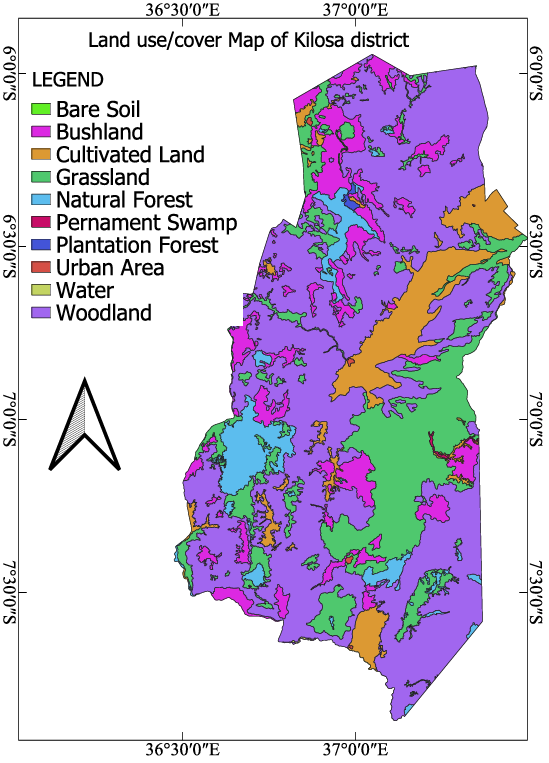 36°30'0"E 37°0'0"E
Land use/cover Map of Kilosa district
LEGEND
Bare Soil
Bushland
Cultivated Land
Grassland
Natural Forest
Pernament Swamp
Plantation Forest
Urban Area
Water
Woodland
6°0'0"S 6°0'0"S
6°30'0"S 6°30'0"S
7°0'0"S 7°0'0"S
7°30'0"S 7°30'0"S
36°30'0"E 37°0'0"E